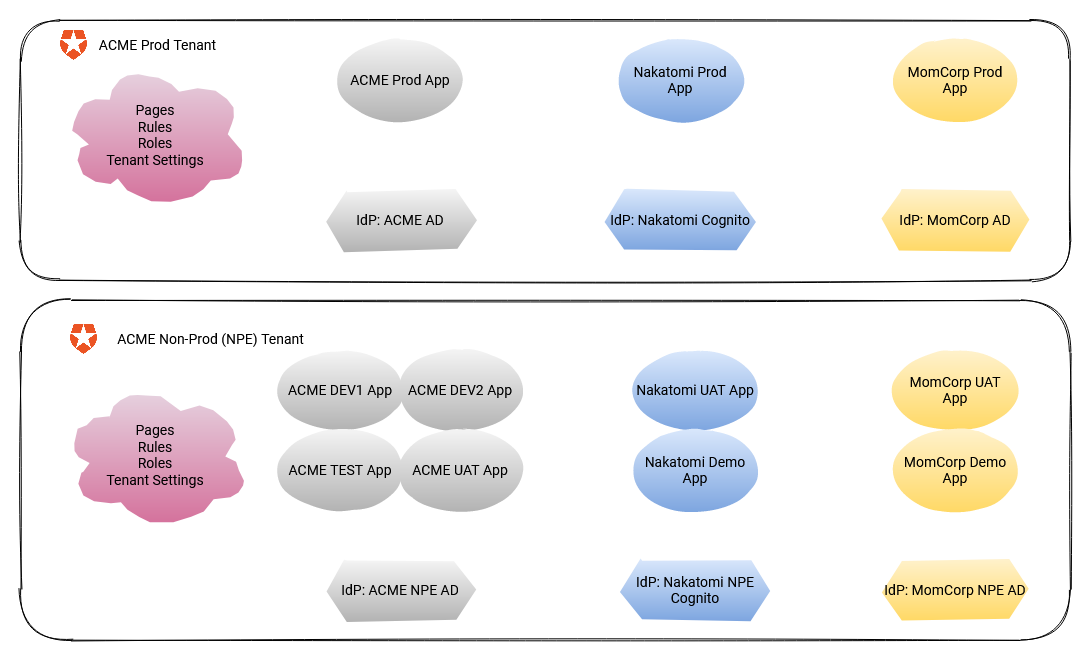 ACME Prod Tenant
Pages
Rules
Roles
Tenant Settings
ACME Prod App
Nakatomi Prod
App
MomCorp Prod
App
IdP: ACME AD
IdP: Nakatomi Cognito
IdP: MomCorp AD
ACME Non-Prod (NPE) Tenant
Pages
Rules
Roles
Tenant Settings
ACME DEV1 App
ACME DEV2 App
ACME TEST App
ACME UAT App
Nakatomi UAT App
Nakatomi Demo
App
MomCorp UAT
App
MomCorp Demo
App
IdP: ACME NPE AD
IdP: Nakatomi NPE
Cognito
IdP: MomCorp NPE AD